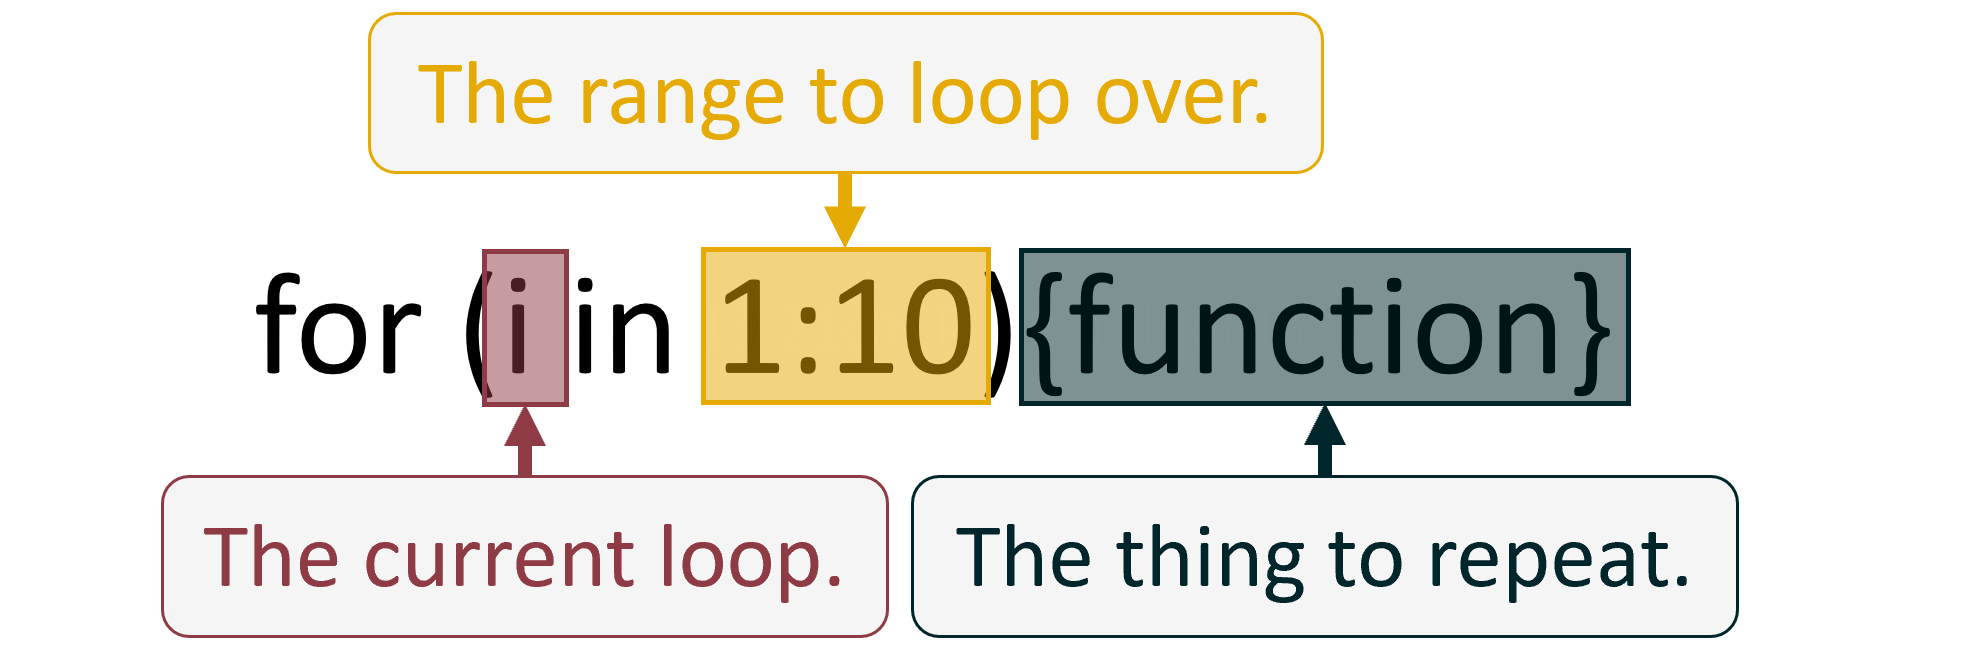 The range to loop over.
for (i in 1:10){function}
The current loop.
The thing to repeat.